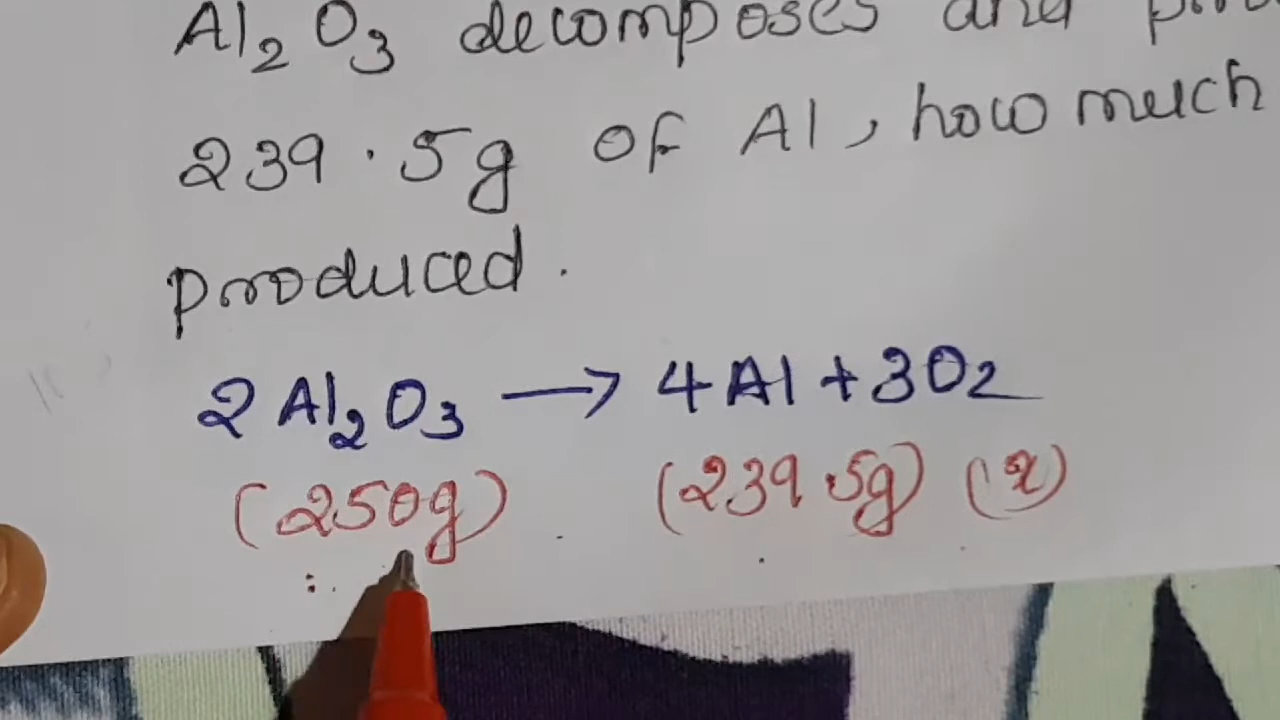 Al2O3 decomposes and
239.5g of Al, how much
produced.
2Al2O3 → 4Al + 3O2
(250g) (239.5g) (x)